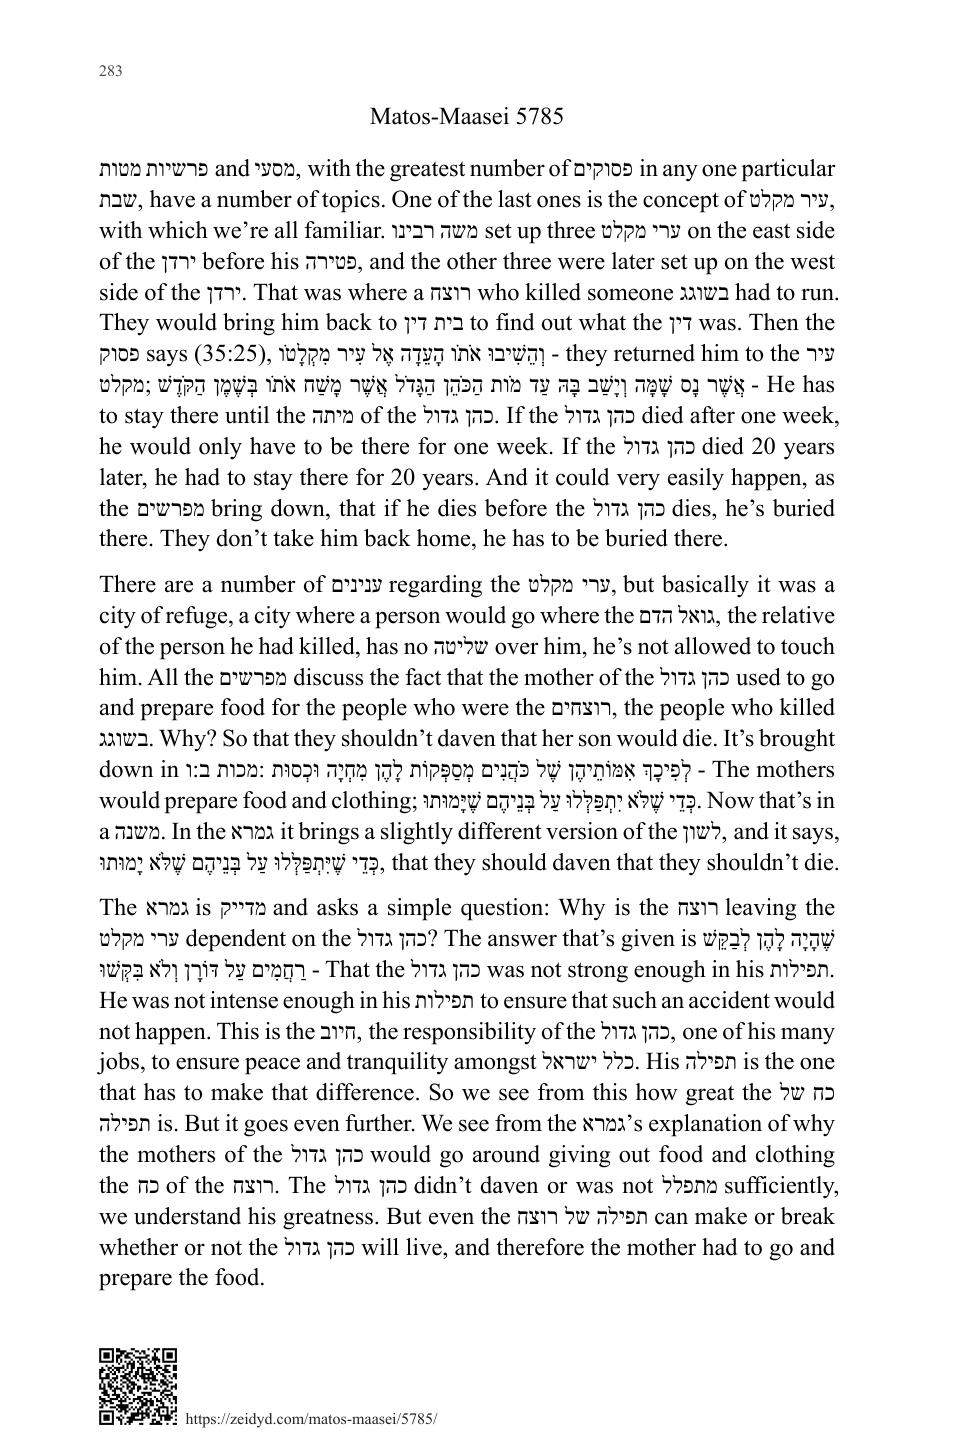 283
Matos-Maasei 5785
פרשיות מטות and מסעי, with the greatest number of פסוקים in any one particular
שבת, have a number of topics. One of the last ones is the concept of עיר מקלט,
with which we’re all familiar. משה רבינו set up three ערי מקלט on the east side
of the ירדן before his פטירה, and the other three were later set up on the west
side of the ירדן. That was where a רוצח who killed someone בשוגג had to run.
They would bring him back to בית דין to find out what the דין was. Then the
פסוק says (35:25), וְהֵשִׁיבוּ אֹתוֹ הָעֵדָה אֶל עִיר מִקְלָטוֹ - they returned him to the עיר
מקלט; אֲשֶׁר נָס שָׁמָּה וְיָשַׁב בָּהּ עַד מוֹת הַכֹּהֵן הַגָּדֹל אֲשֶׁר מָשַׁח אֹתוֹ בְּשֶׁמֶן הַקֹּדֶשׁ - He has
to stay there until the מיתה of the כהן גדול. If the כהן גדול died after one week,
he would only have to be there for one week. If the כהן גדול died 20 years
later, he had to stay there for 20 years. And it could very easily happen, as
the מפרשים bring down, that if he dies before the כהן גדול dies, he’s buried
there. They don’t take him back home, he has to be buried there.
There are a number of ענינים regarding the ערי מקלט, but basically it was a
city of refuge, a city where a person would go where the גואל הדם, the relative
of the person he had killed, has no שליטה over him, he’s not allowed to touch
him. All the מפרשים discuss the fact that the mother of the כהן גדול used to go
and prepare food for the people who were the רוצחים, the people who killed
בשוגג. Why? So that they shouldn’t daven that her son would die. It’s brought
down in מכות ב:ו: לְפִיכָךְ אִמּוֹתֵיהֶן שֶׁל כֹּהֲנִים מְסַפְּקוֹת לָהֶן מִחְיָה וּכְסוּת - The mothers
would prepare food and clothing; כְּדֵי שֶׁלֹּא יִתְפַּלְּלוּ עַל בְּנֵיהֶם שֶׁיָּמוּתוּ. Now that’s in
a משנה. In the גמרא it brings a slightly different version of the לשון, and it says,
כְּדֵי שֶׁיִּתְפַּלְּלוּ עַל בְּנֵיהֶם שֶׁלֹּא יָמוּתוּ, that they should daven that they shouldn’t die.
The גמרא is מדייק and asks a simple question: Why is the רוצח leaving the
ערי מקלט dependent on the כהן גדול? The answer that’s given is שֶׁהָיָה לָהֶן לְבַקֵּשׁ
רַחֲמִים עַל דּוֹרָן וְלֹא בִּקְּשׁוּ - That the כהן גדול was not strong enough in his תפילות.
He was not intense enough in his תפילות to ensure that such an accident would
not happen. This is the חיוב, the responsibility of the כהן גדול, one of his many
jobs, to ensure peace and tranquility amongst כלל ישראל. His תפילה is the one
that has to make that difference. So we see from this how great the כח של
תפילה is. But it goes even further. We see from the גמרא’s explanation of why
the mothers of the כהן גדול would go around giving out food and clothing
the כח of the רוצח. The כהן גדול didn’t daven or was not מתפלל sufficiently,
we understand his greatness. But even the תפילה של רוצח can make or break
whether or not the כהן גדול will live, and therefore the mother had to go and
prepare the food.
https://zeidyd.com/matos-maasei/5785/